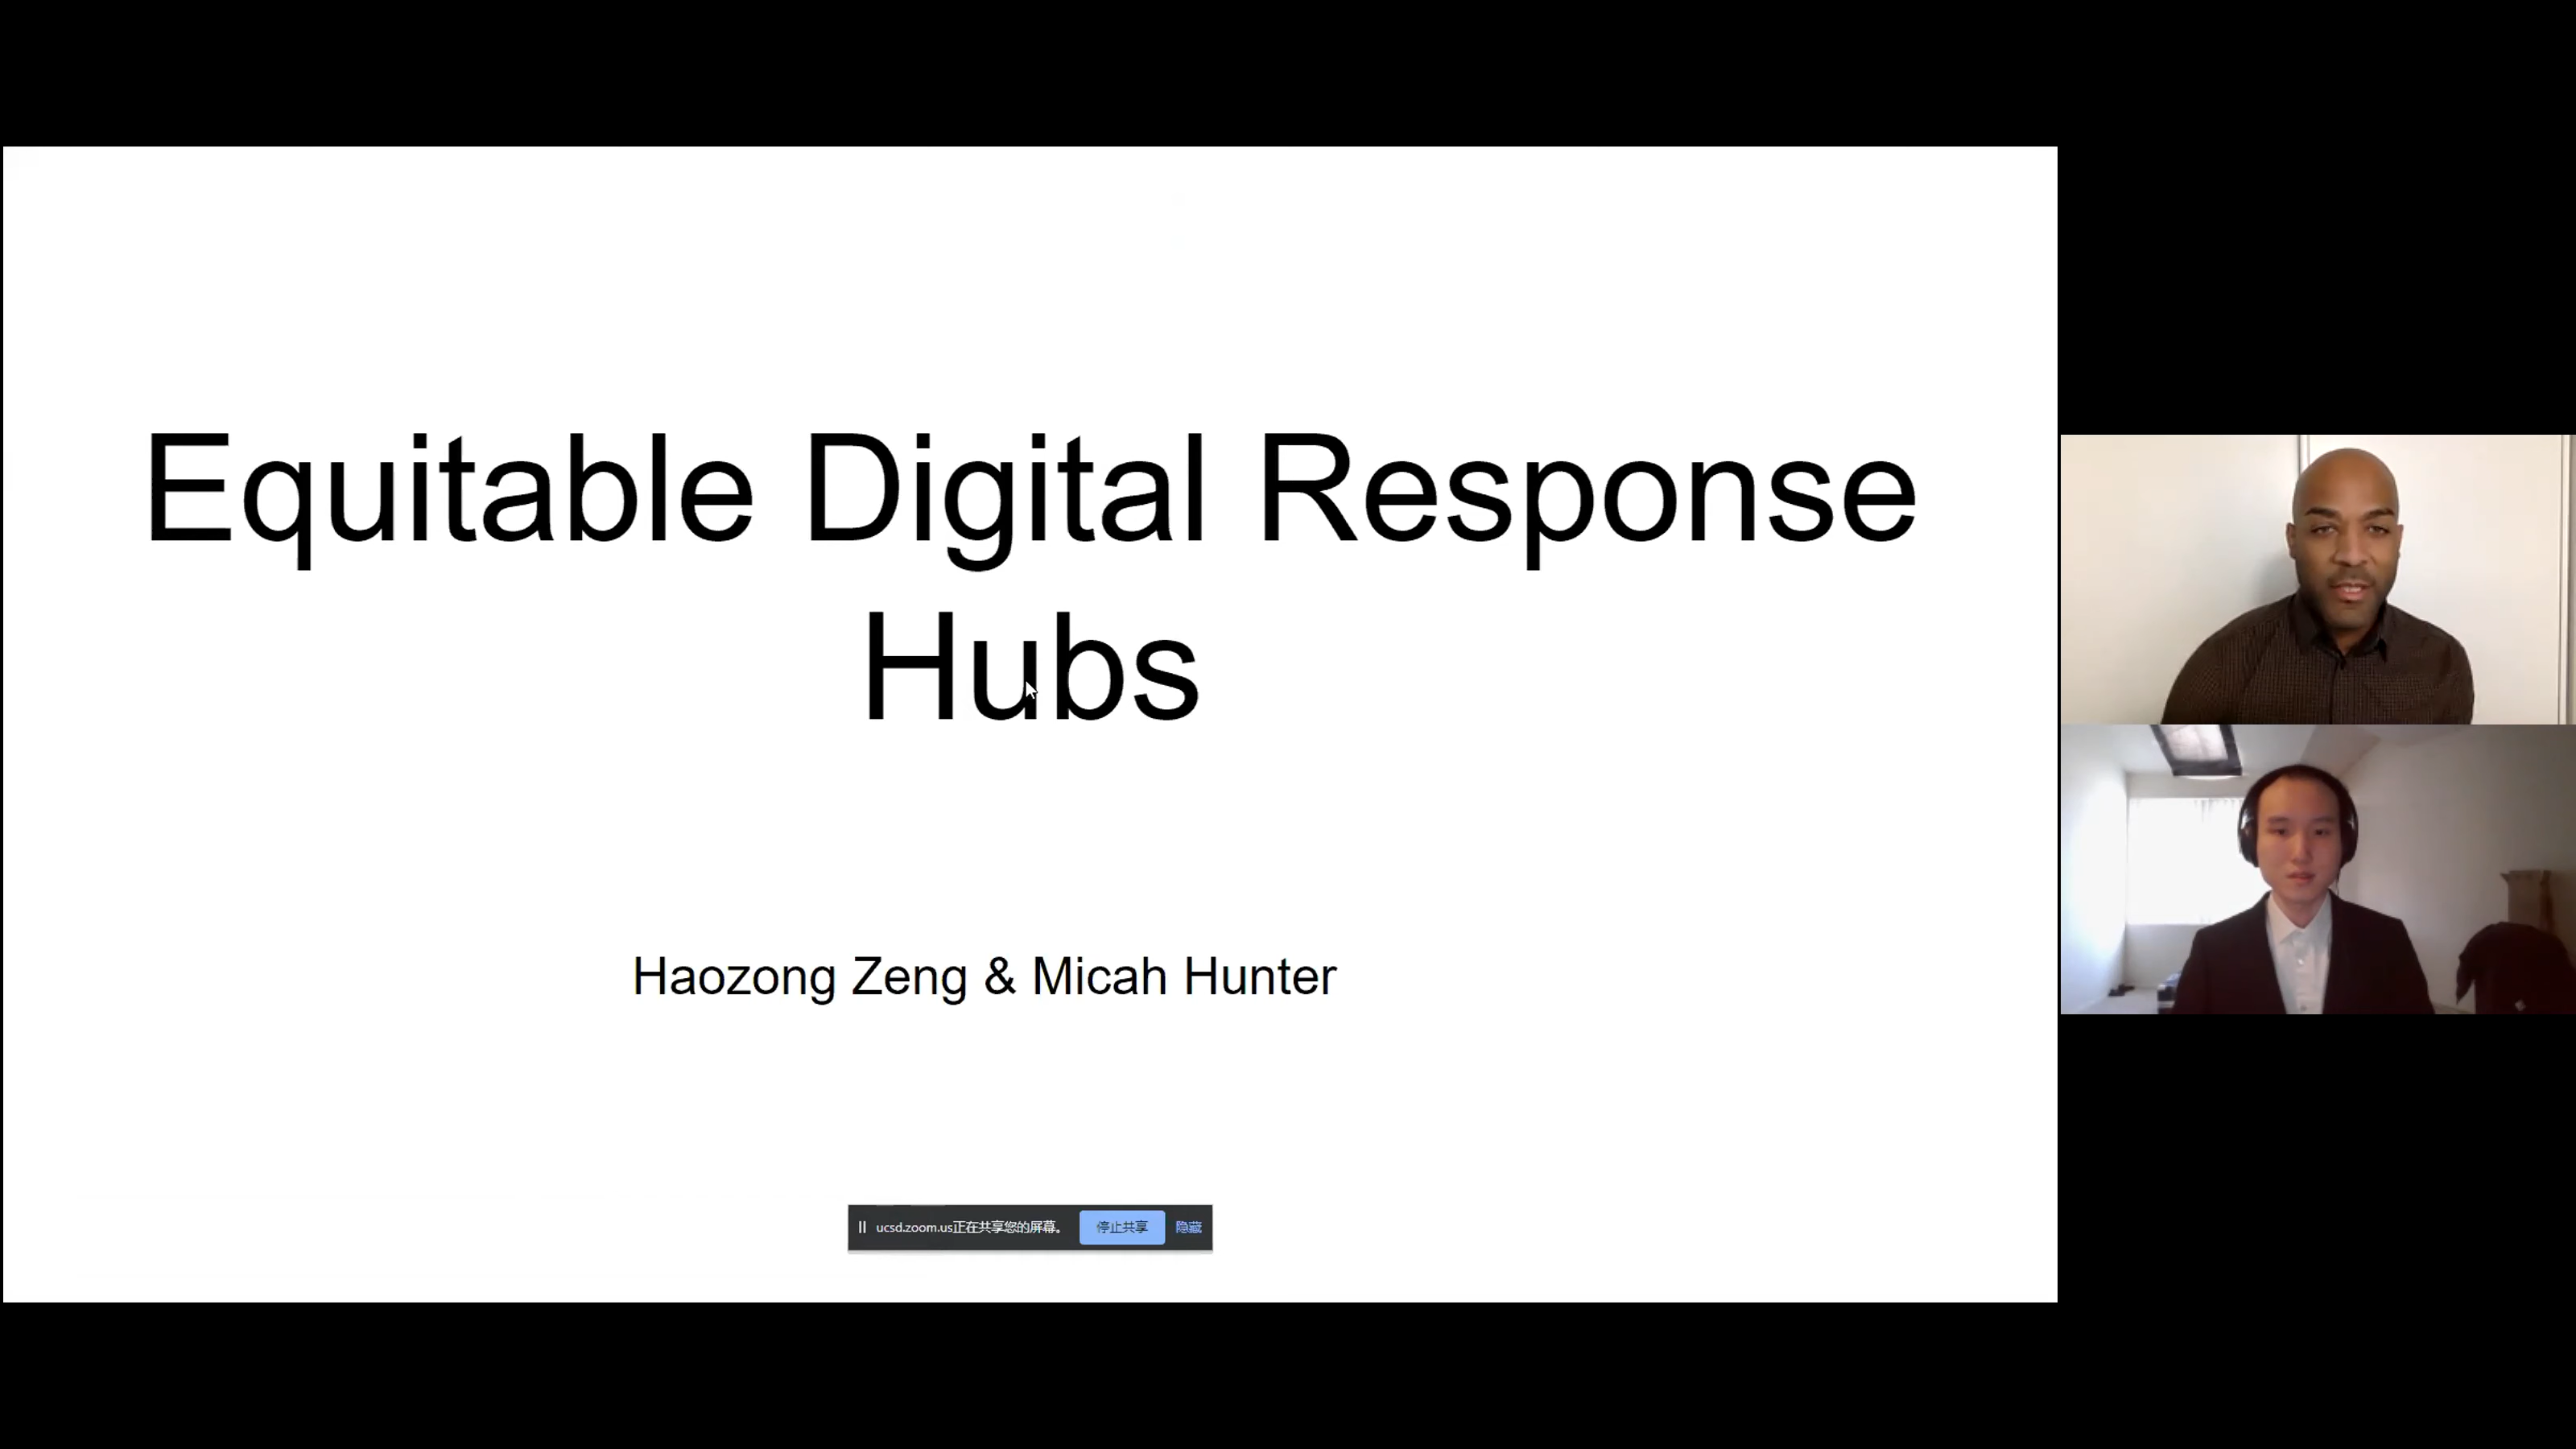 Equitable Digital Response
Hubs
Haozong Zeng & Micah Hunter
ucsd.zoom.us正在共享您的屏幕。 停止共享 隐藏